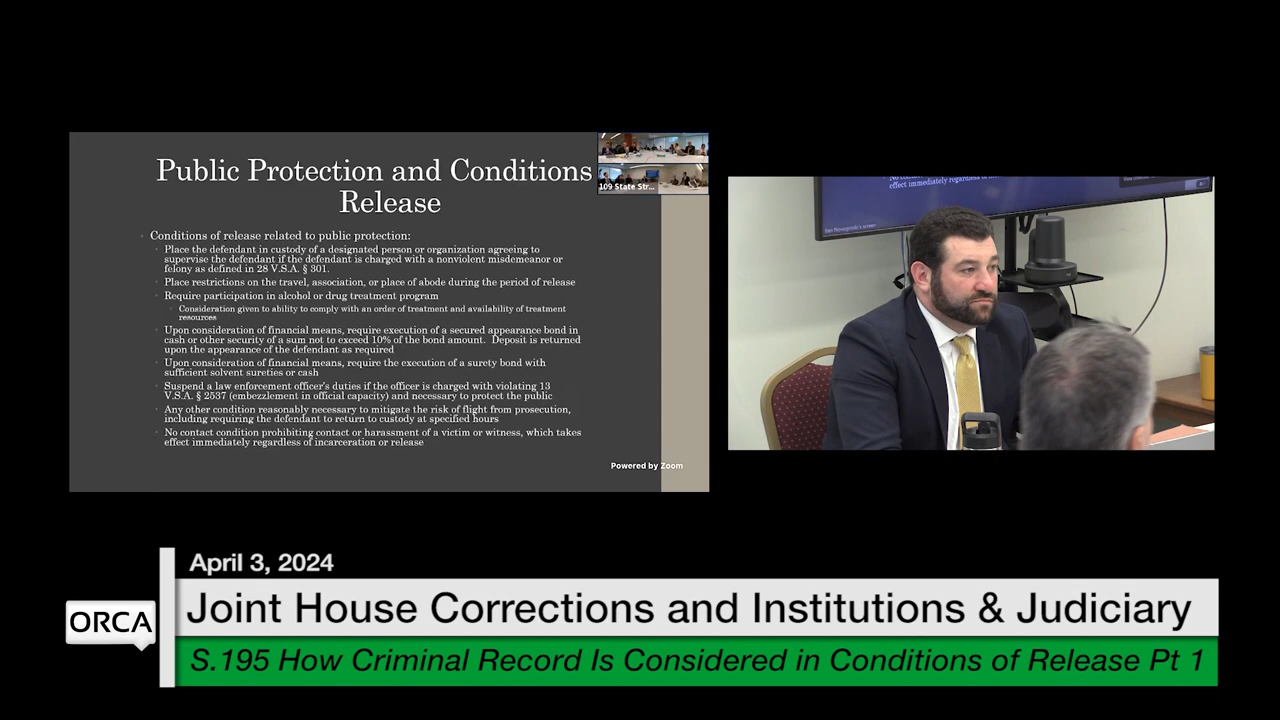 Public Protection and Conditions
Release
Conditions of release related to public protection:
Place the defendant in custody of a designated person or organization agreeing to
supervise the defendant if the defendant is charged with a nonviolent misdemeanor or
felony as defined in 28 V.S.A. § 301.
Place restrictions on the travel, association, or place of abode during the period of release
Require participation in alcohol or drug treatment program
Consideration given to ability to comply with an order of treatment and availability of treatment
resources
Upon consideration of financial means, require execution of a secured appearance bond in
cash or other security of a sum not to exceed 10% of the bond amount. Deposit is returned
upon the appearance of the defendant as required
Upon consideration of financial means, require the execution of a surety bond with
sufficient solvent sureties or cash
Suspend a law enforcement officer's duties if the officer is charged with violating 13
V.S.A. § 2537 (embezzlement in official capacity) and necessary to protect the public
Any other condition reasonably necessary to mitigate the risk of flight from prosecution,
including requiring the defendant to return to custody at specified hours
No contact condition prohibiting contact or harassment of a victim or witness, which takes
effect immediately regardless of incarceration or release
109 State Str...
Powered by Zoom
effect immediately regardless of
April 3, 2024
ORCA
Joint House Corrections and Institutions & Judiciary
S.195 How Criminal Record Is Considered in Conditions of Release Pt 1